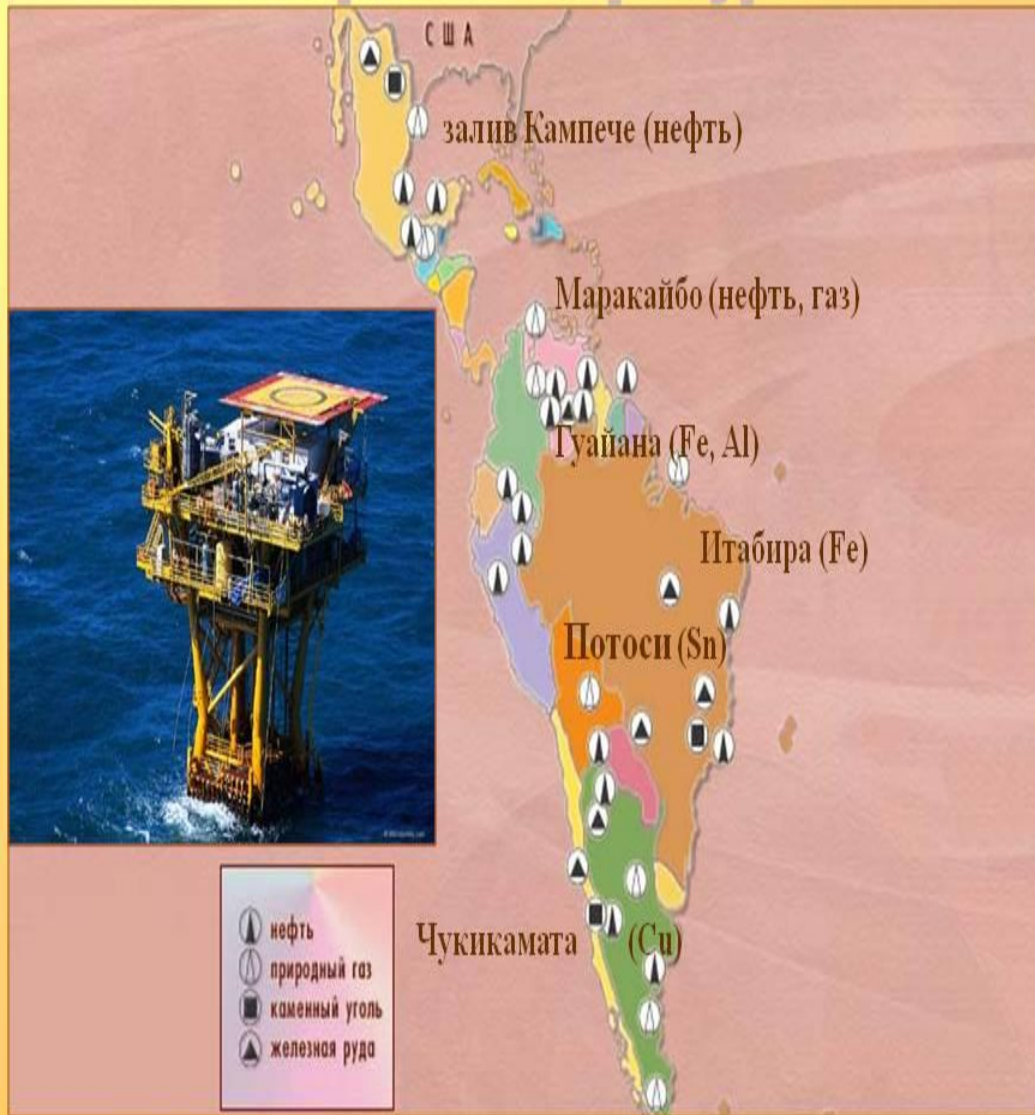 США
залив Кампече (нефть)
Маракайбо (нефть, газ)
Гуайана (Fe, Al)
Итабира (Fe)
Потоси (Sn)
Чукикамата (Cu)
нефть
природный газ
каменный уголь
железная руда